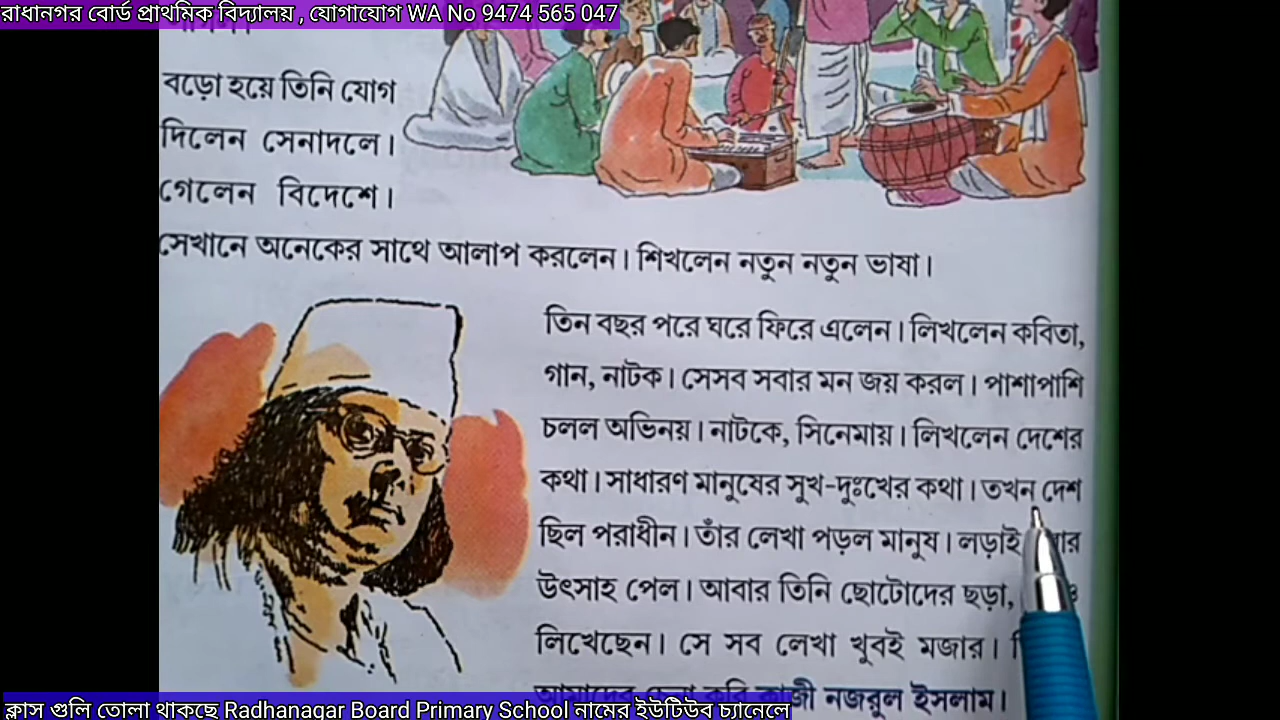 রাধানগর বোর্ড প্রাথমিক বিদ্যালয় , যোগাযোগ WA No 9474 565 047
বড়ো হয়ে তিনি যোগ
দিলেন সেনাদলে।
গেলেন বিদেশে।
সেখানে অনেকের সাথে আলাপ করলেন। শিখলেন নতুন নতুন ভাষা।
তিন বছর পরে ঘরে ফিরে এলেন। লিখলেন কবিতা,
গান, নাটক। সেসব সবার মন জয় করল। পাশাপাশি
চলল অভিনয়। নাটকে, সিনেমায়। লিখলেন দেশের
কথা। সাধারণ মানুষের সুখ-দুঃখের কথা। তখন দেশ
ছিল পরাধীন। তাঁর লেখা পড়ল মানুষ। লড়াই
উৎসাহ পেল। আবার তিনি ছোটোদের ছড়া,
লিখেছেন। সে সব লেখা খুবই মজার।
কাজী নজরুল ইসলাম।
ক্লাস গুলি তোলা থাকছে Radhanagar Board Primary School নামের ইউটিউব চ্যানেলে